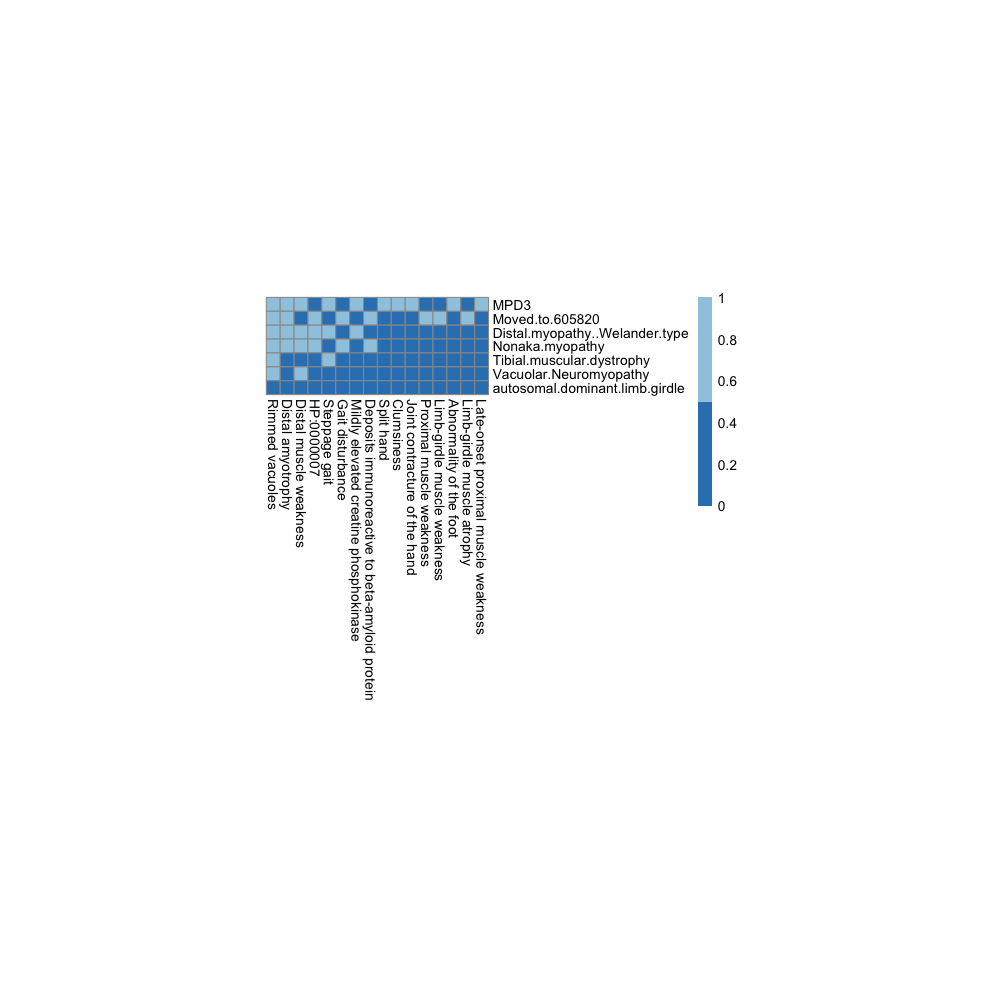 MPD3
Moved.to.605820
Distal.myopathy..Welander.type
Nonaka.myopathy
Tibial.muscular.dystrophy
Vacuolar.Neuromyopathy
autosomal.dominant.limb.girdle
1
0.8
0.6
0.4
0.2
0
Rimmed vacuoles
Distal amyotrophy
Distal muscle weakness
HP:0000007
Steppage gait
Gait disturbance
Mildly elevated creatine phosphokinase
Deposits immunoreactive to beta-amyloid protein
Split hand
Clumsiness
Joint contracture of the hand
Proximal muscle weakness
Limb-girdle muscle weakness
Abnormality of the foot
Limb-girdle muscle atrophy
Late-onset proximal muscle weakness